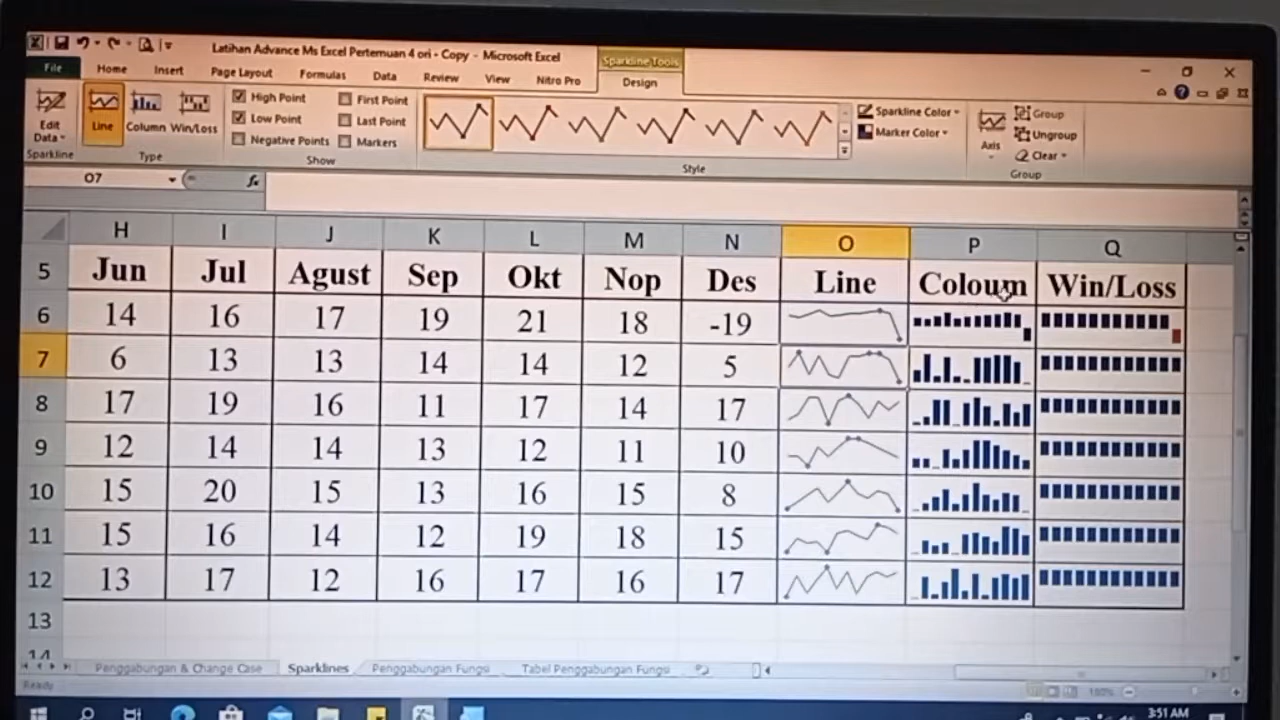 Latihan Advance Ms Excel Pertemuan 4 ori - Copy - Microsoft Excel
Sparkline Tools
File Home Insert Page Layout Formulas Data Review View Nitro Pro Design
Edit Data
Sparkline
Line Column Win/Loss
Type
High Point First Point
Low Point Last Point
Negative Points Markers
Show
Style
Sparkline Color
Marker Color
Axis
Group
Ungroup
Clear
Group
O7 fx
H I J K L M N O P Q
5 Jun Jul Agust Sep Okt Nop Des Line Coloum Win/Loss
6 14 16 17 19 21 18 -19
7 6 13 13 14 14 12 5
8 17 19 16 11 17 14 17
9 12 14 14 13 12 11 10
10 15 20 15 13 16 15 8
11 15 16 14 12 19 18 15
12 13 17 12 16 17 16 17
13
14
Penggabungan & Change Case Sparklines Penggabungan Fungsi Tabel Penggabungan Fungsi
Ready 100%
3:51 AM